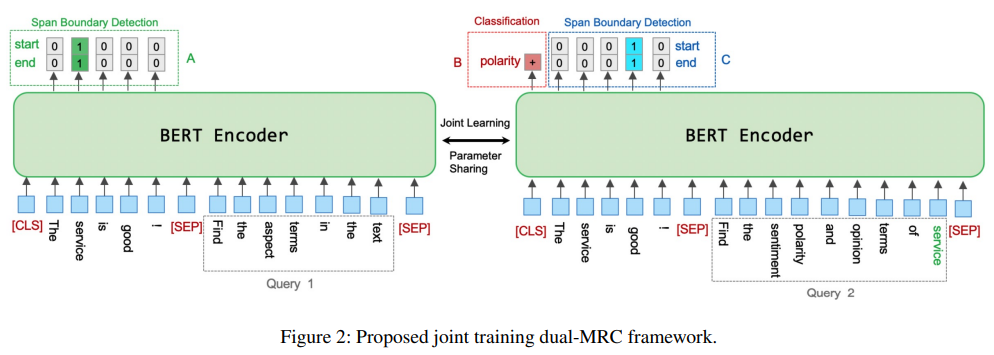 Span Boundary Detection
start 0 1 0 0 0
end 0 1 0 0 0
A
BERT Encoder
[CLS] The service is good ! [SEP] Find the aspect terms in the text [SEP]
Query 1
Joint Learning
Parameter
Sharing
Classification
B
polarity +
Span Boundary Detection
0 0 0 1 0 start
0 0 0 1 0 end
C
BERT Encoder
[CLS] The service is good ! [SEP] Find the sentiment polarity and opinion terms of service [SEP]
Query 2
Figure 2: Proposed joint training dual-MRC framework.